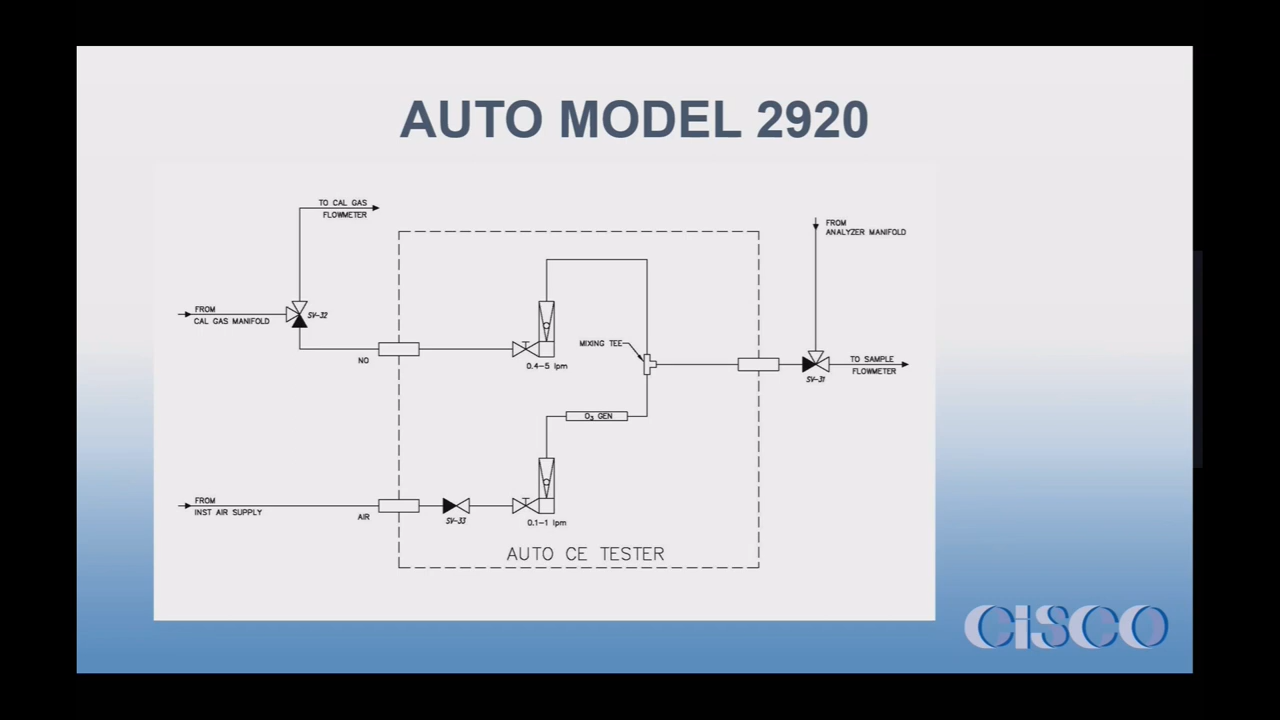 AUTO MODEL 2920
TO CAL GAS
FLOWMETER
FROM
ANALYZER MANIFOLD
FROM
CAL GAS MANIFOLD
SV-32
NO
0.4-5 lpm
MIXING TEE
TO SAMPLE
FLOWMETER
SV-31
O3 GEN
FROM
INST AIR SUPPLY
AIR
SV-33
0.1-1 lpm
AUTO CE TESTER
CiSCO